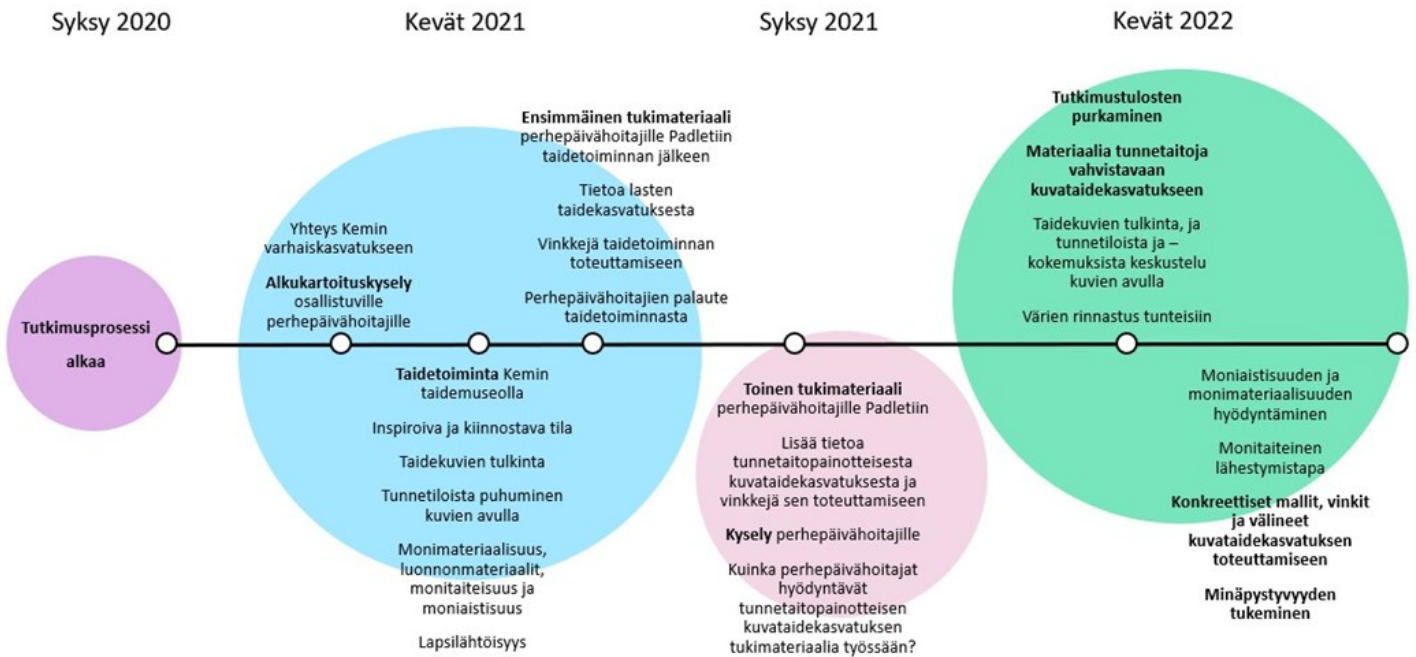 Syksy 2020
Kevät 2021
Syksy 2021
Kevät 2022
Tutkimusprosessi
alkaa
Yhteys Kemin
varhaiskasvatukseen
Alkukartoituskysely
osallistuville
perhepäivähoitajille
Taidetoiminta Kemin
taidemuseolla
Inspiroiva ja kiinnostava tila
Taidekuvien tulkinta
Tunnetiloista puhuminen
kuvien avulla
Monimateriaalisuus,
luonnonmateriaalit,
monitaiteisuus ja
moniaistisuus
Lapsilähtöisyys
Ensimmäinen tukimateriaali
perhepäivähoitajille Padletiin
taidetoiminnan jälkeen
Tietoa lasten
taidekasvatuksesta
Vinkkejä taidetoiminnan
toteuttamiseen
Perhepäivähoitajien palaute
taidetoiminnasta
Toinen tukimateriaali
perhepäivähoitajille Padletiin
Lisää tietoa
tunnetaitopainotteisesta
kuvataidekasvatuksesta ja
vinkkejä sen toteuttamiseen
Kysely perhepäivähoitajille
Kuinka perhepäivähoitajat
hyödyntävät
tunnetaitopainotteisen
kuvataidekasvatuksen
tukimateriaalia työssään?
Tutkimustulosten
purkaminen
Materiaalia tunnetaitoja
vahvistavaan
kuvataidekasvatukseen
Taidekuvien tulkinta, ja
tunnetiloista ja –
kokemuksista keskustelu
kuvien avulla
Värien rinnastus tunteisiin
Moniaistisuuden ja
monimateriaalisuuden
hyödyntäminen
Monitaiteinen
lähestymistapa
Konkreettiset mallit, vinkit
ja välineet
kuvataidekasvatuksen
toteuttamiseen
Minäpystyvyyden
tukeminen